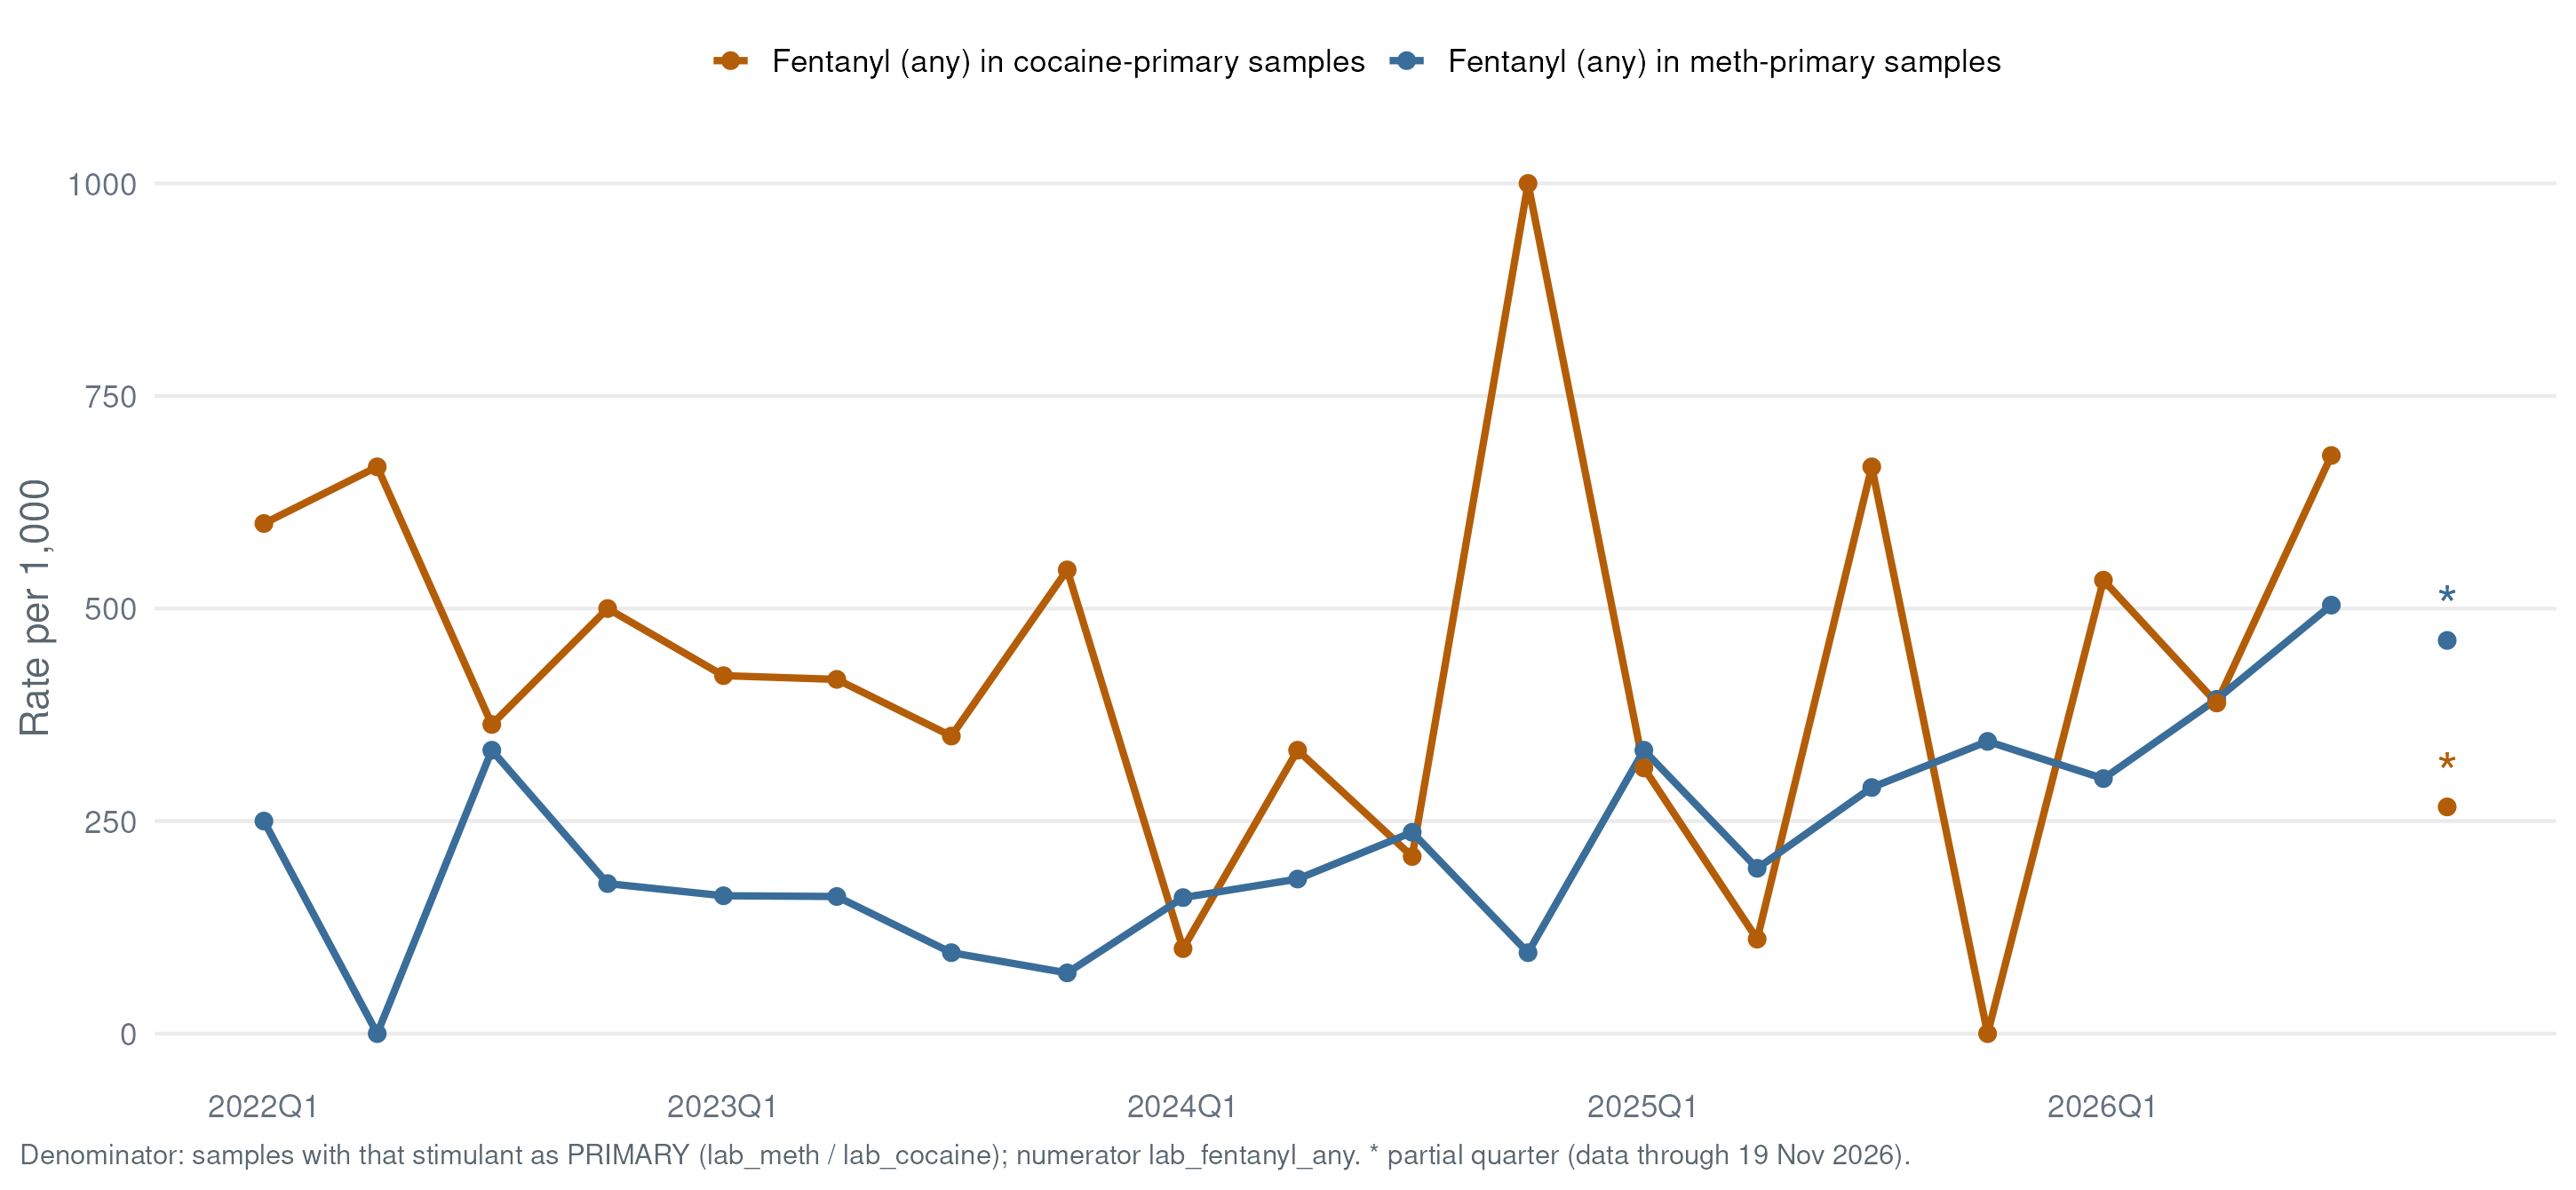 Fentanyl (any) in cocaine-primary samples Fentanyl (any) in meth-primary samples
Rate per 1,000
1000
750
500
250
0
*
*
2022Q1 2023Q1 2024Q1 2025Q1 2026Q1
Denominator: samples with that stimulant as PRIMARY (lab_meth / lab_cocaine); numerator lab_fentanyl_any. * partial quarter (data through 19 Nov 2026).